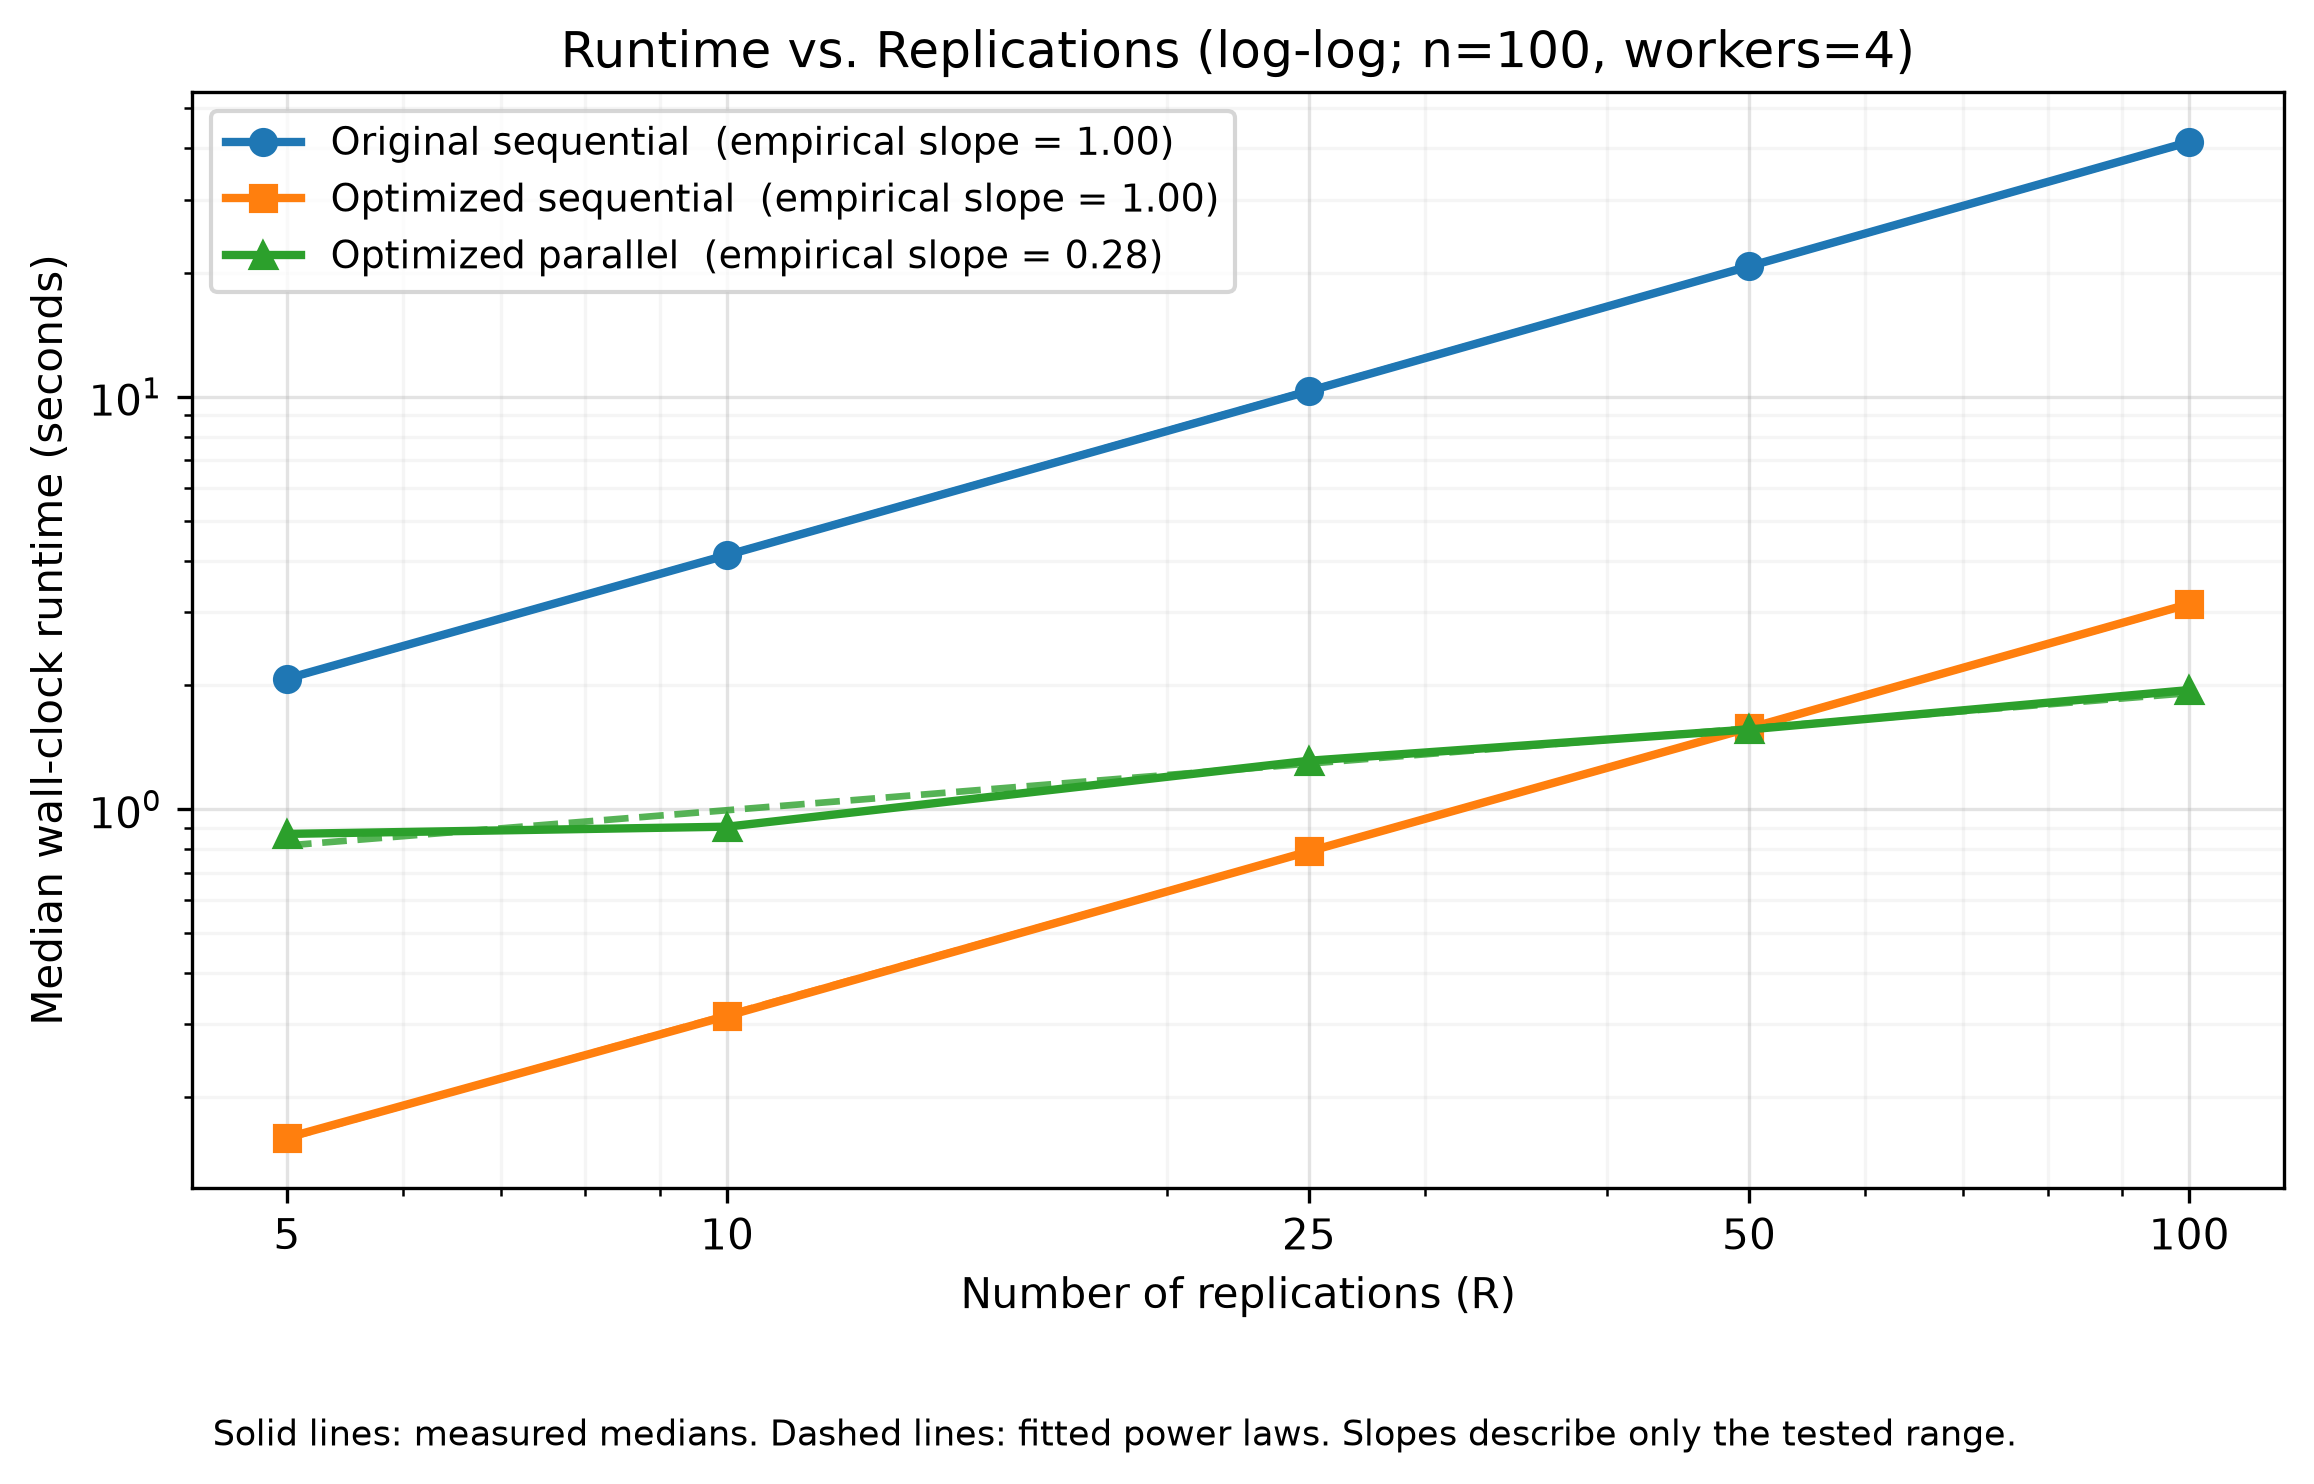 Runtime vs. Replications (log-log; n=100, workers=4)
Original sequential (empirical slope = 1.00)
Optimized sequential (empirical slope = 1.00)
Optimized parallel (empirical slope = 0.28)
Median wall-clock runtime (seconds)
10¹
10⁰
5 10 25 50 100
Number of replications (R)
Solid lines: measured medians. Dashed lines: fitted power laws. Slopes describe only the tested range.